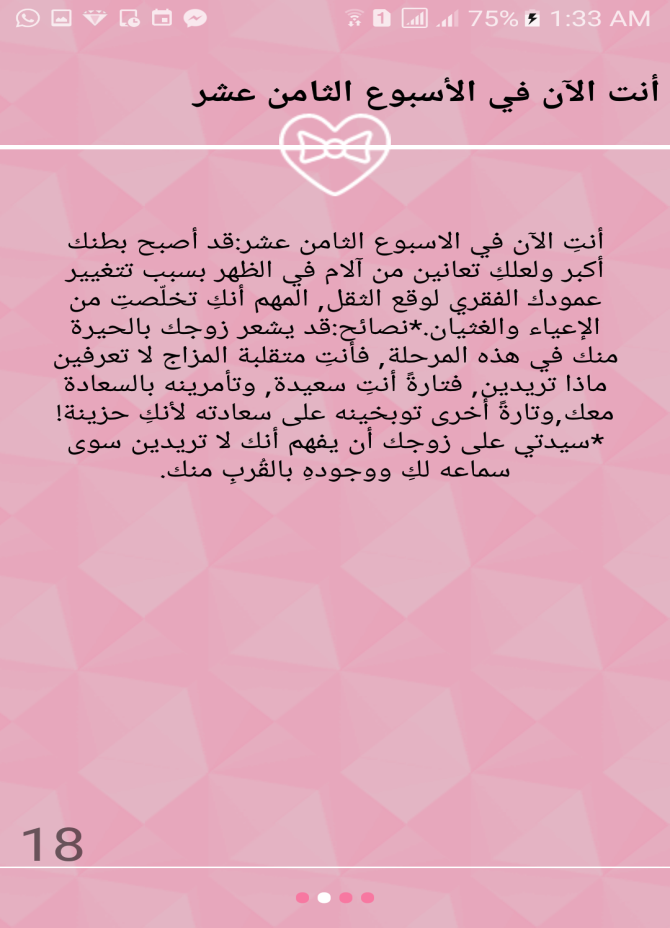 75% 1:33 AM
أنت الآن في الأسبوع الثامن عشر
أنتِ الآن في الاسبوع الثامن عشر:قد أصبح بطنك
أكبر ولعلكِ تعانين من آلام في الظهر بسبب تتغيير
عمودك الفقري لوقع الثقل, المهم أنكِ تخلّصتِ من
الإعياء والغثيان.*نصائح:قد يشعر زوجك بالحيرة
منك في هذه المرحلة, فأنتِ متقلبة المزاج لا تعرفين
ماذا تريدين, فتارةً أنتِ سعيدة, وتأمرينه بالسعادة
معك,وتارةً أخرى توبخينه على سعادته لأنكِ حزينة!
*سيدتي على زوجك أن يفهم أنك لا تريدين سوى
سماعه لكِ ووجودهِ بالقُربِ منك.
18